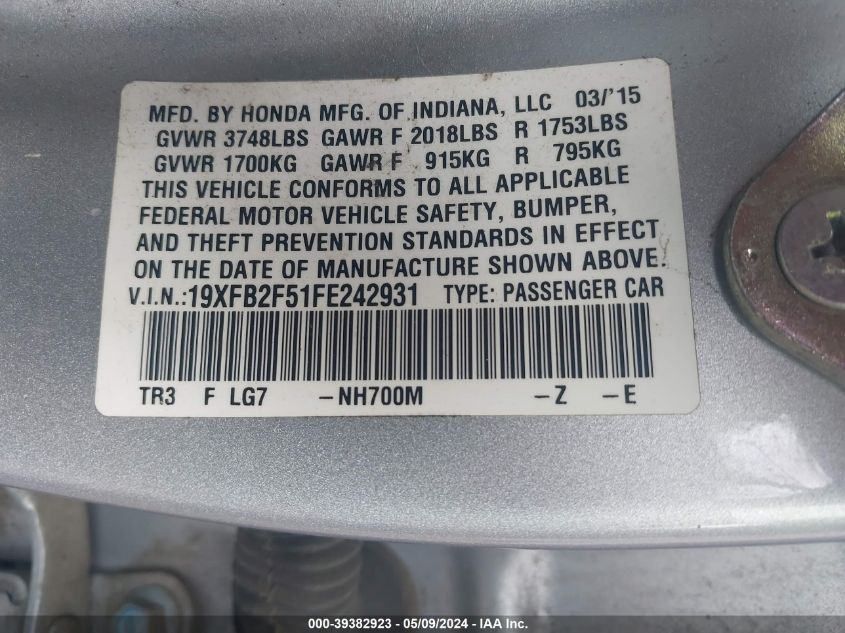 MFD. BY HONDA MFG. OF INDIANA, LLC 03/'15
GVWR 3748LBS GAWR F 2018LBS R 1753LBS
GVWR 1700KG GAWR F 915KG R 795KG
THIS VEHICLE CONFORMS TO ALL APPLICABLE
FEDERAL MOTOR VEHICLE SAFETY, BUMPER,
AND THEFT PREVENTION STANDARDS IN EFFECT
ON THE DATE OF MANUFACTURE SHOWN ABOVE.
V.I.N.:19XFB2F51FE242931 TYPE: PASSENGER CAR
TR3 F LG7 –NH700M –Z –E
000-39382923 - 05/09/2024 - IAAI - Copart, Inc.